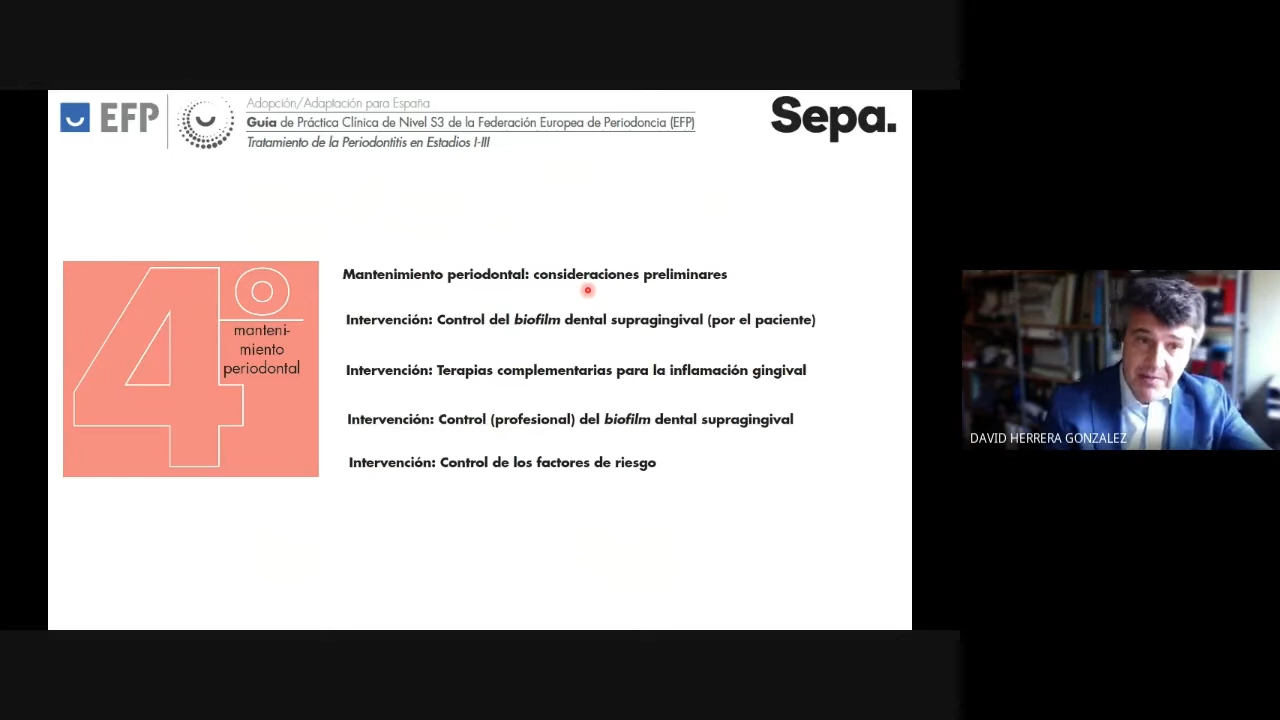 EFP
Adopción/Adaptación para España
Guía de Práctica Clínica de Nivel S3 de la Federación Europea de Periodoncia (EFP)
Tratamiento de la Periodontitis en Estadios I-III
Sepa.
4º
manteni-
miento
periodontal
Mantenimiento periodontal: consideraciones preliminares
Intervención: Control del biofilm dental supragingival (por el paciente)
Intervención: Terapias complementarias para la inflamación gingival
Intervención: Control (profesional) del biofilm dental supragingival
Intervención: Control de los factores de riesgo
DAVID HERRERA GONZALEZ